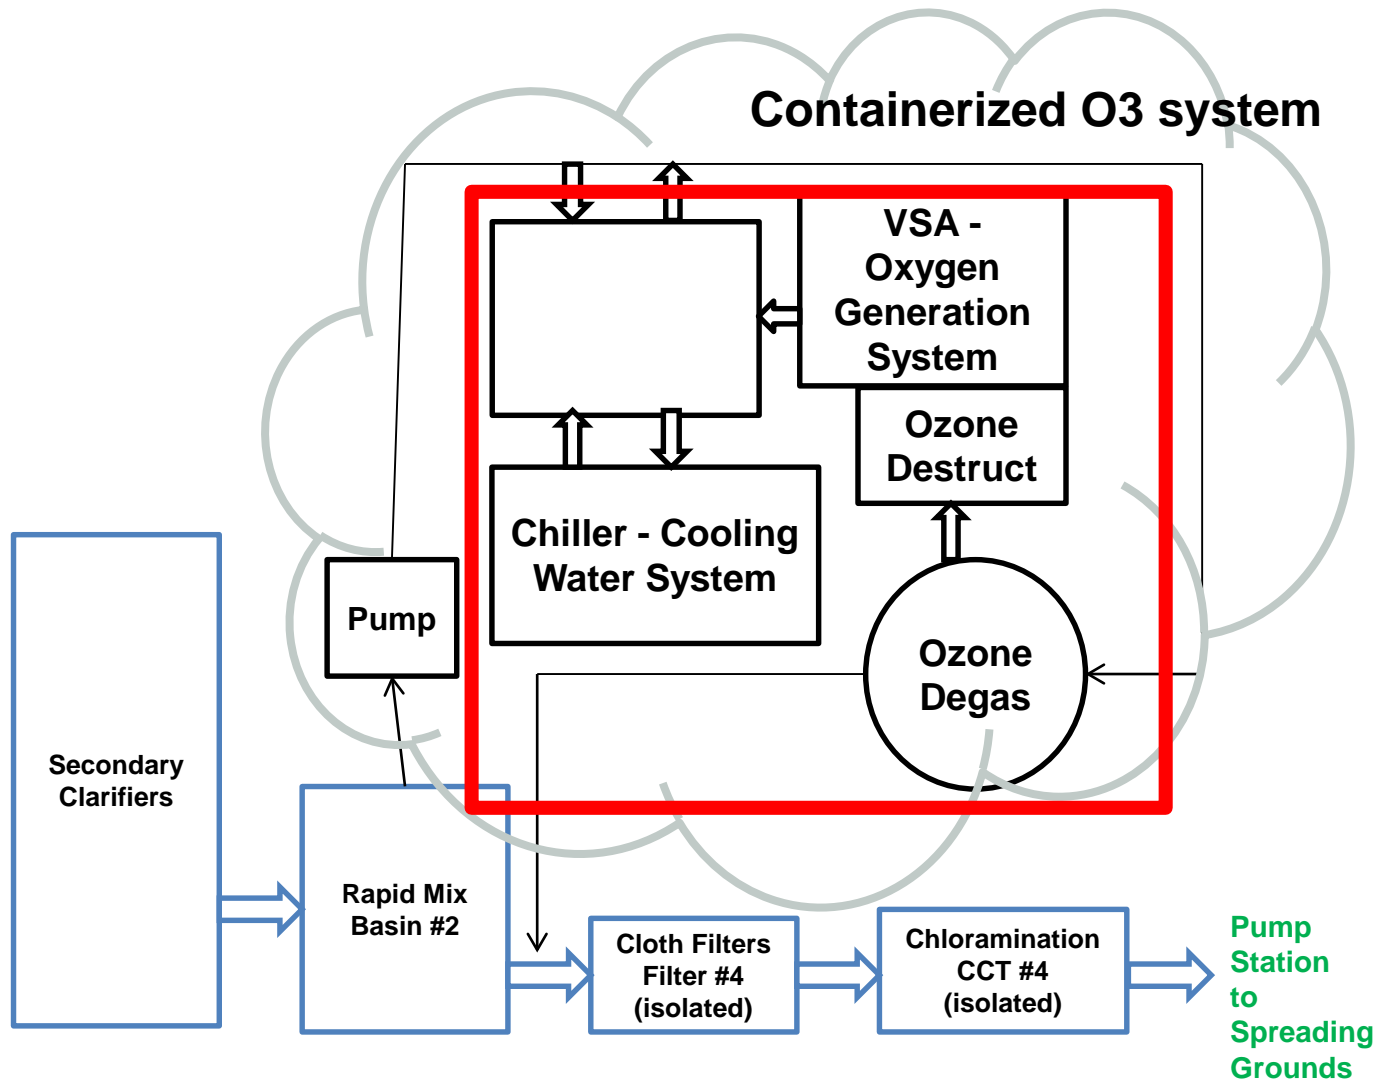 Containerized O3 system
VSA -
Oxygen
Generation
System
Ozone
Destruct
Chiller - Cooling
Water System
Pump
Ozone
Degas
Secondary
Clarifiers
Rapid Mix
Basin #2
Cloth Filters
Filter #4
(isolated)
Chloramination
CCT #4
(isolated)
Pump
Station
to
Spreading
Grounds